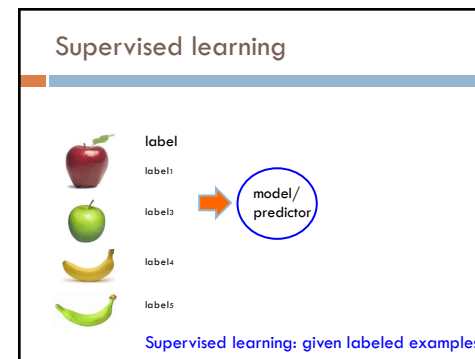 Supervised learning
label
label1
label3
label4
label5
model/
predictor
Supervised learning: given labeled examples